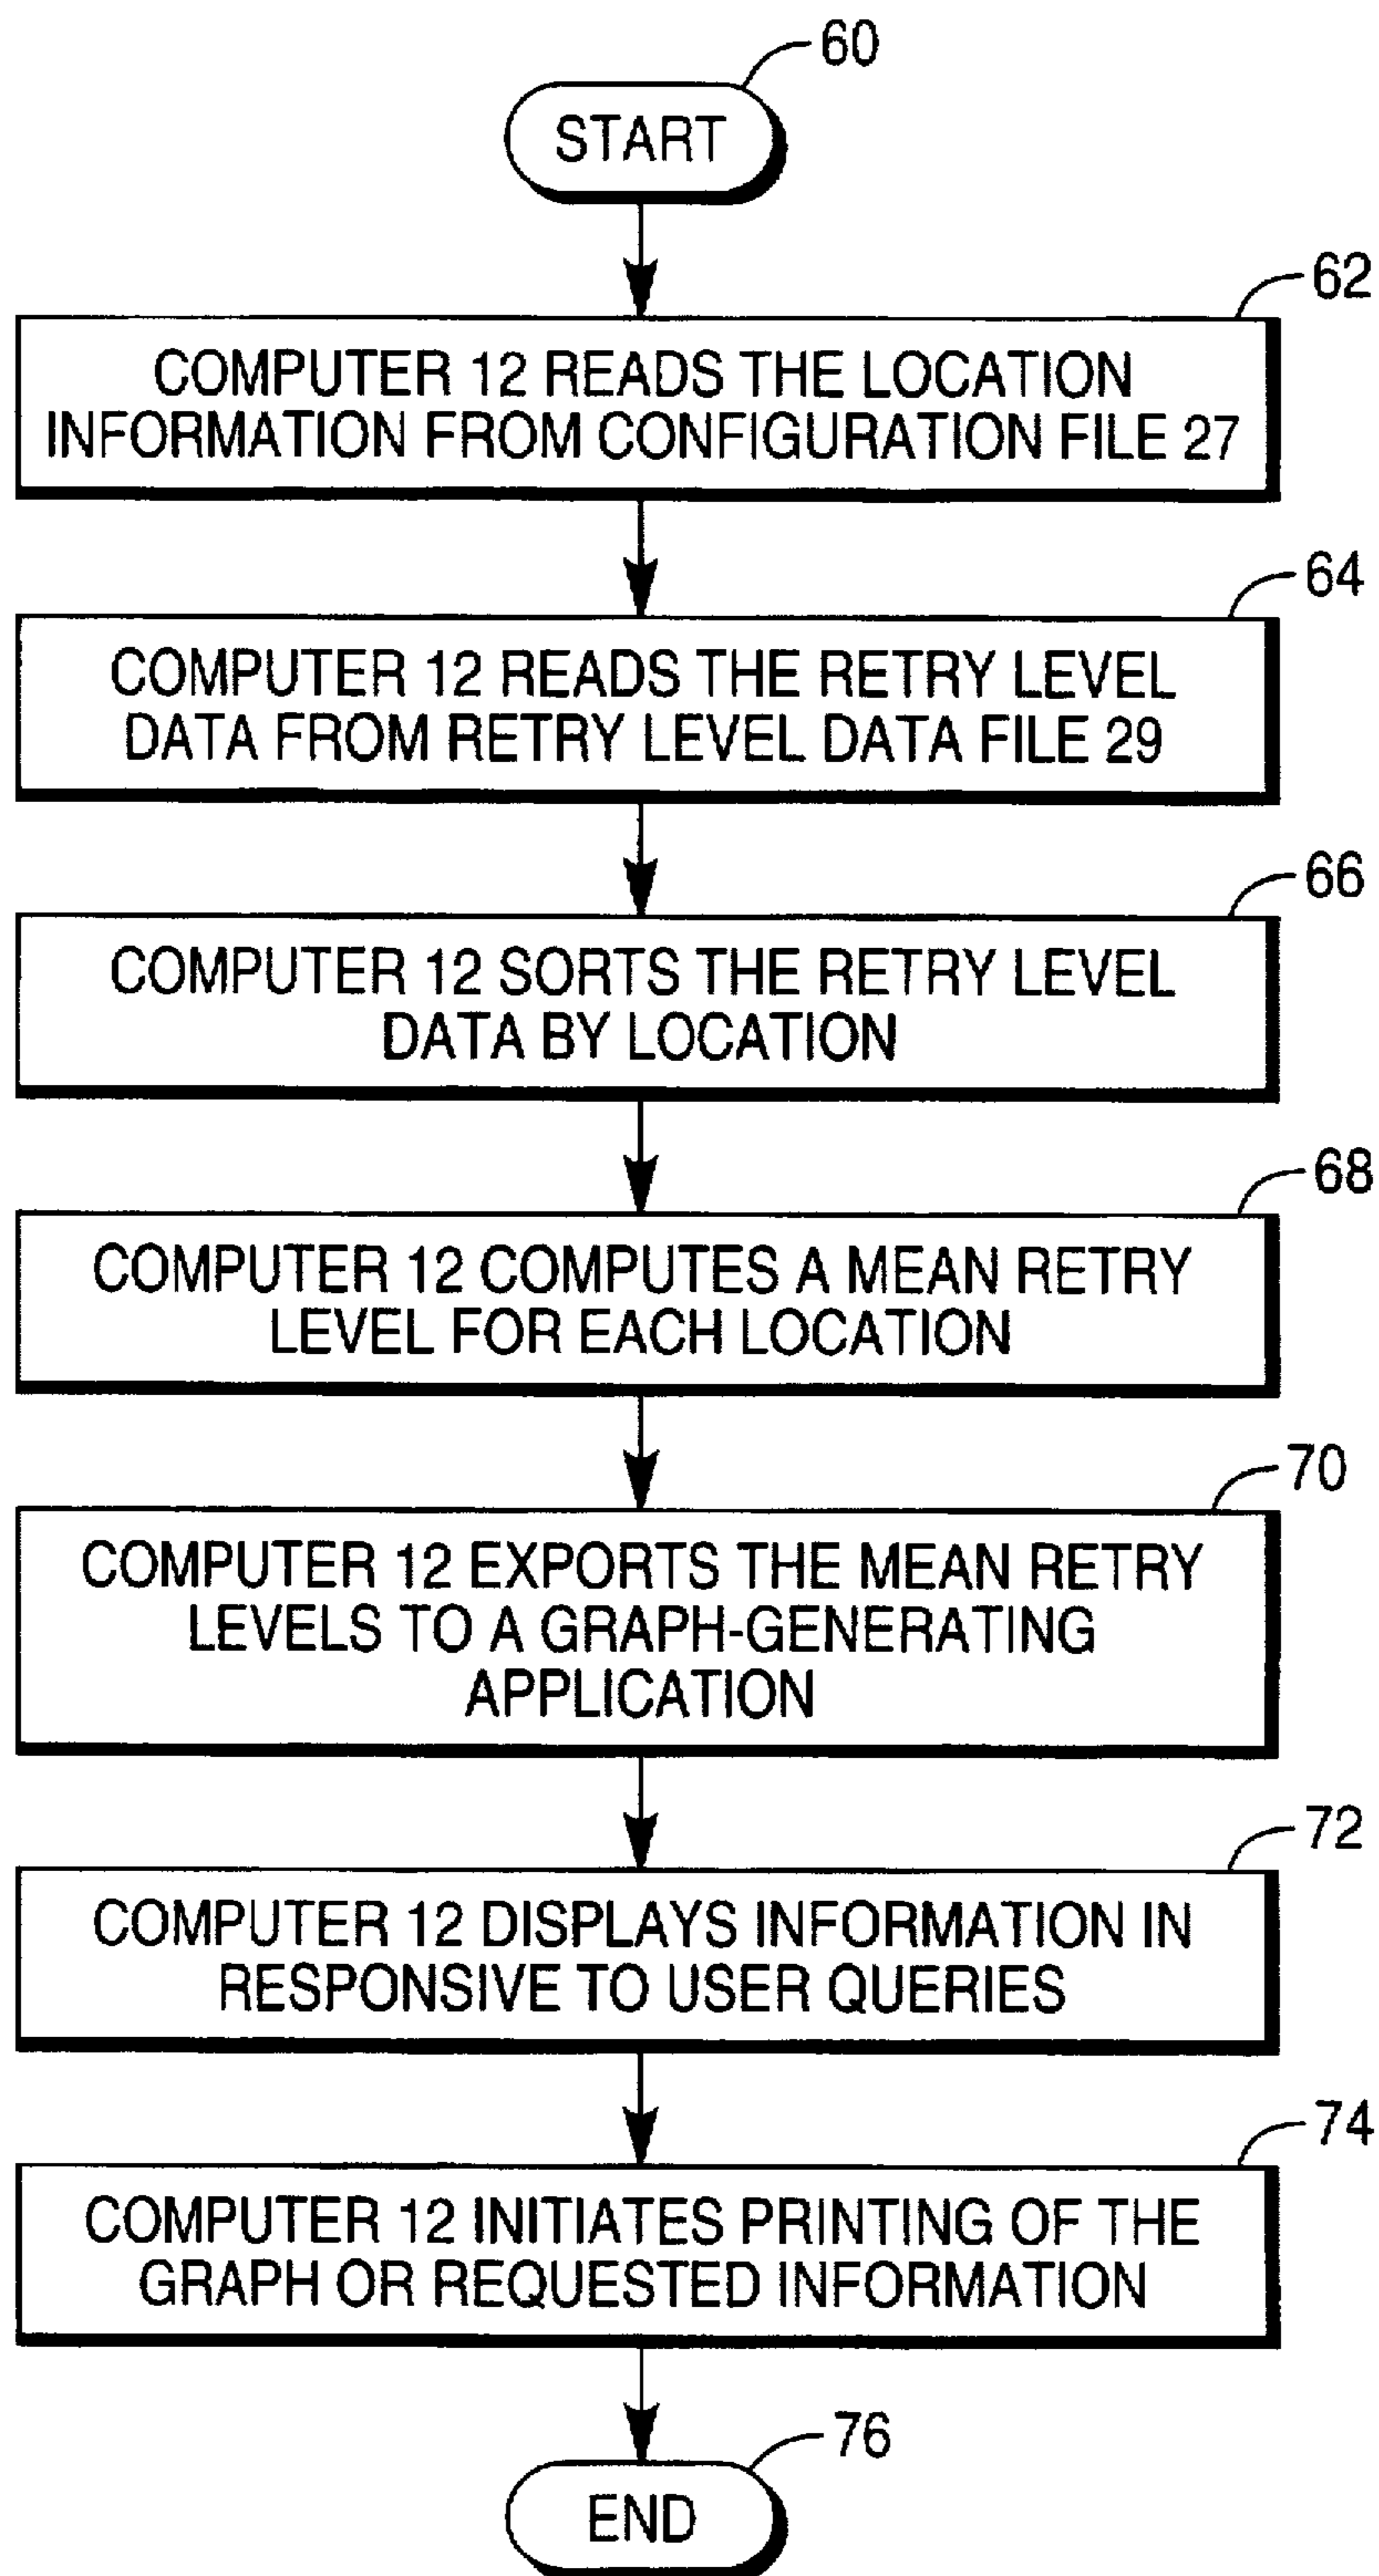 60
START
62
COMPUTER 12 READS THE LOCATION
INFORMATION FROM CONFIGURATION FILE 27
64
COMPUTER 12 READS THE RETRY LEVEL
DATA FROM RETRY LEVEL DATA FILE 29
66
COMPUTER 12 SORTS THE RETRY LEVEL
DATA BY LOCATION
68
COMPUTER 12 COMPUTES A MEAN RETRY
LEVEL FOR EACH LOCATION
70
COMPUTER 12 EXPORTS THE MEAN RETRY
LEVELS TO A GRAPH-GENERATING
APPLICATION
72
COMPUTER 12 DISPLAYS INFORMATION IN
RESPONSIVE TO USER QUERIES
74
COMPUTER 12 INITIATES PRINTING OF THE
GRAPH OR REQUESTED INFORMATION
76
END